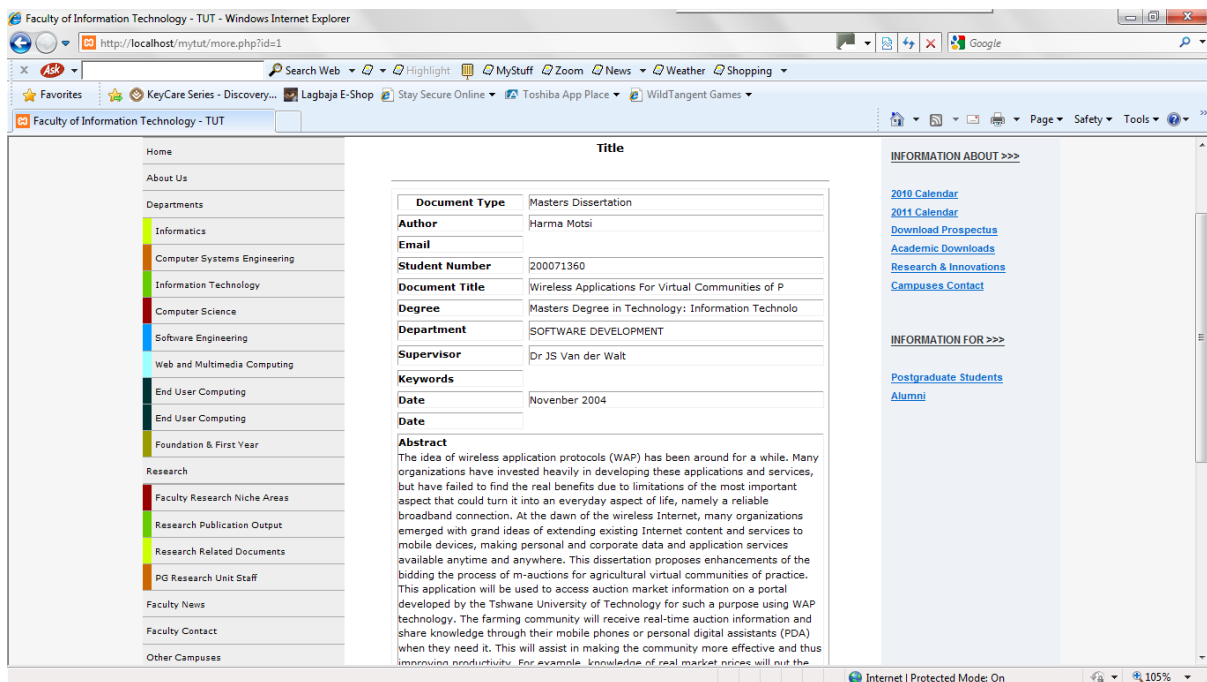 Faculty of Information Technology - TUT - Windows Internet Explorer
http://localhost/mytut/more.php?id=1
Google
x Ask Search Web Highlight MyStuff Zoom News Weather Shopping
Favorites KeyCare Series - Discovery... Lagbaja E-Shop Stay Secure Online Toshiba App Place WildTangent Games
Faculty of Information Technology - TUT
Page Safety Tools
Home
About Us
Departments
Informatics
Computer Systems Engineering
Information Technology
Computer Science
Software Engineering
Web and Multimedia Computing
End User Computing
End User Computing
Foundation & First Year
Research
Faculty Research Niche Areas
Research Publication Output
Research Related Documents
PG Research Unit Staff
Faculty News
Faculty Contact
Other Campuses
Title
Document Type Masters Dissertation
Author Harma Motsi
Email
Student Number 200071360
Document Title Wireless Applications For Virtual Communities of P
Degree Masters Degree in Technology: Information Technolo
Department SOFTWARE DEVELOPMENT
Supervisor Dr JS Van der Walt
Keywords
Date Novenber 2004
Date
Abstract
The idea of wireless application protocols (WAP) has been around for a while. Many
organizations have invested heavily in developing these applications and services,
but have failed to find the real benefits due to limitations of the most important
aspect that could turn it into an everyday aspect of life, namely a reliable
broadband connection. At the dawn of the wireless Internet, many organizations
emerged with grand ideas of extending existing Internet content and services to
mobile devices, making personal and corporate data and application services
available anytime and anywhere. This dissertation proposes enhancements of the
bidding the process of m-auctions for agricultural virtual communities of practice.
This application will be used to access auction market information on a portal
developed by the Tshwane University of Technology for such a purpose using WAP
technology. The farming community will receive real-time auction information and
share knowledge through their mobile phones or personal digital assistants (PDA)
when they need it. This will assist in making the community more effective and thus
improving productivity. For example, knowledge of real market prices will put the
INFORMATION ABOUT >>>
2010 Calendar
2011 Calendar
Download Prospectus
Academic Downloads
Research & Innovations
Campuses Contact
INFORMATION FOR >>>
Postgraduate Students
Alumni
Internet | Protected Mode: On
105%